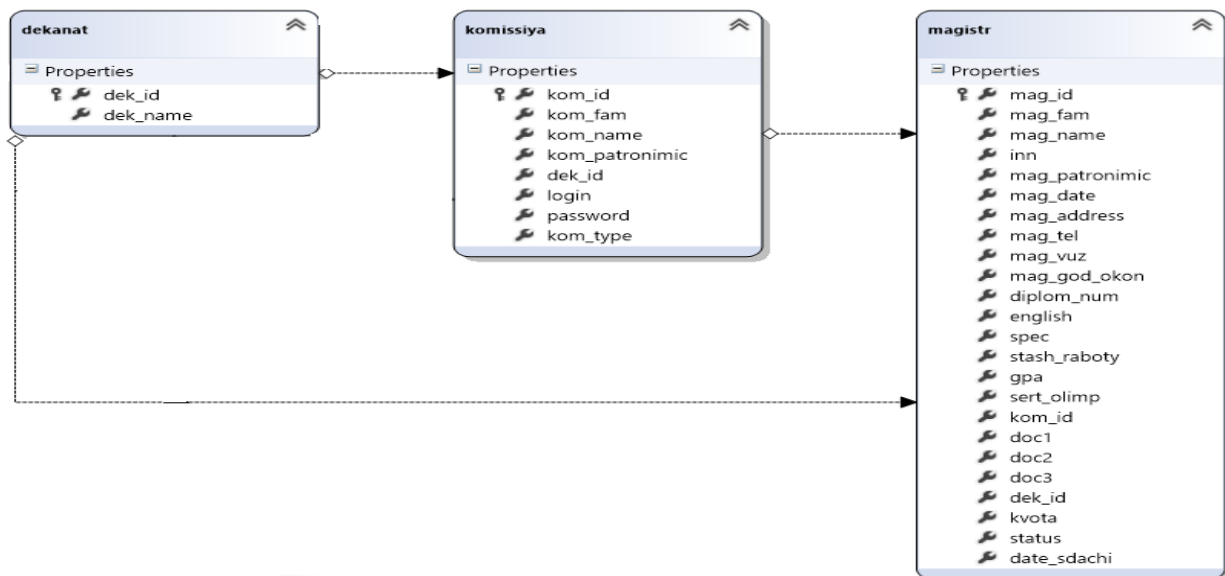 dekanat
Properties
dek_id
dek_name
komissiya
Properties
kom_id
kom_fam
kom_name
kom_patronimic
dek_id
login
password
kom_type
magistr
Properties
mag_id
mag_fam
mag_name
inn
mag_patronimic
mag_date
mag_address
mag_tel
mag_vuz
mag_god_okon
diplom_num
english
spec
stash_raboty
gpa
sert_olimp
kom_id
doc1
doc2
doc3
dek_id
kvota
status
date_sdachi